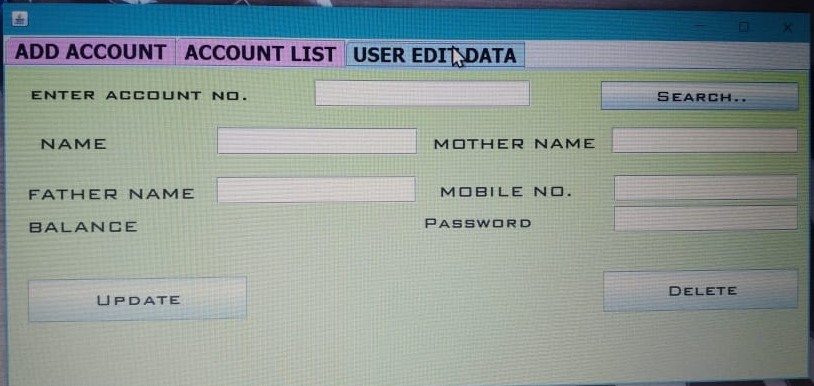 ADD ACCOUNT ACCOUNT LIST USER EDIT DATA
ENTER ACCOUNT NO. SEARCH..
NAME MOTHER NAME
FATHER NAME MOBILE NO.
BALANCE PASSWORD
UPDATE DELETE